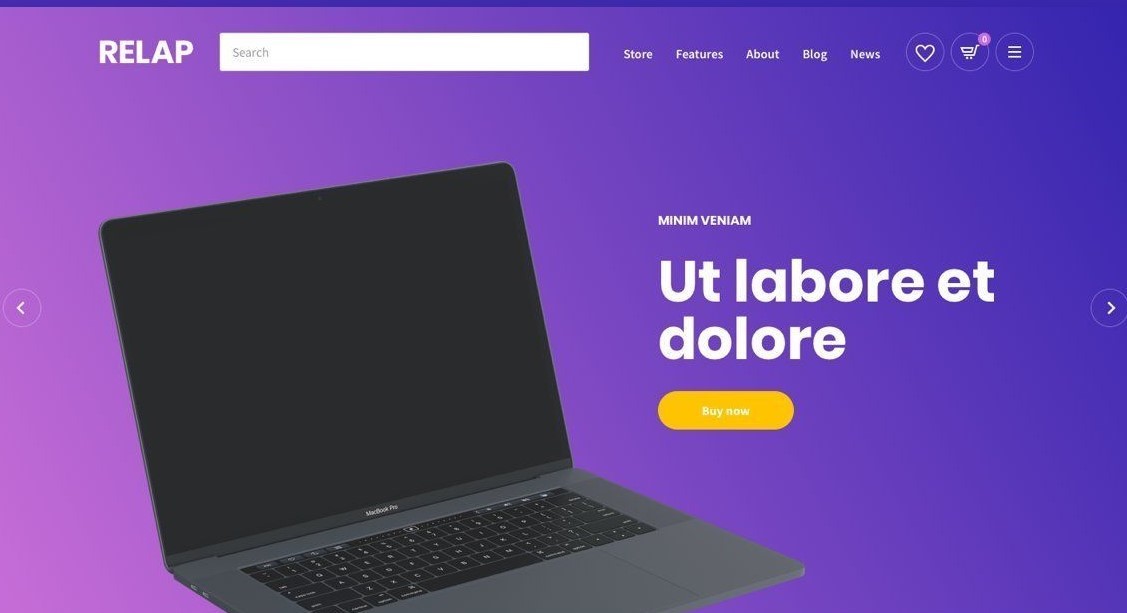 RELAP
Search
Store Features About Blog News
0
MINIM VENIAM
Ut labore et
dolore
Buy now
MacBook Pro